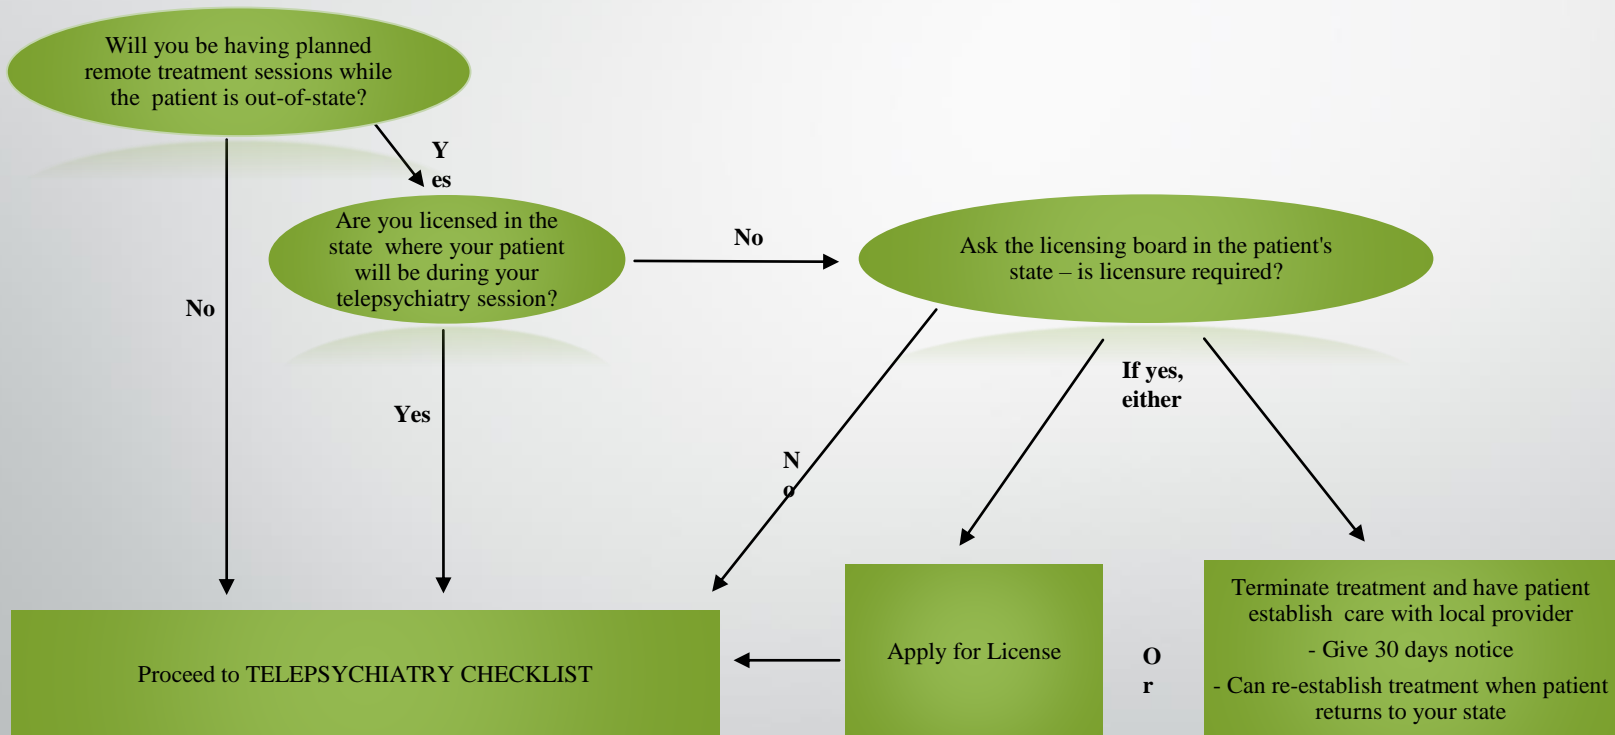 Will you be having planned
remote treatment sessions while
the patient is out-of-state?
Y
es
Are you licensed in the
state where your patient
will be during your
telepsychiatry session?
No
Ask the licensing board in the patient's
state – is licensure required?
No
Yes
N
o
If yes,
either
Proceed to TELEPSYCHIATRY CHECKLIST
Apply for License
O
r
Terminate treatment and have patient
establish care with local provider
- Give 30 days notice
- Can re-establish treatment when patient
returns to your state